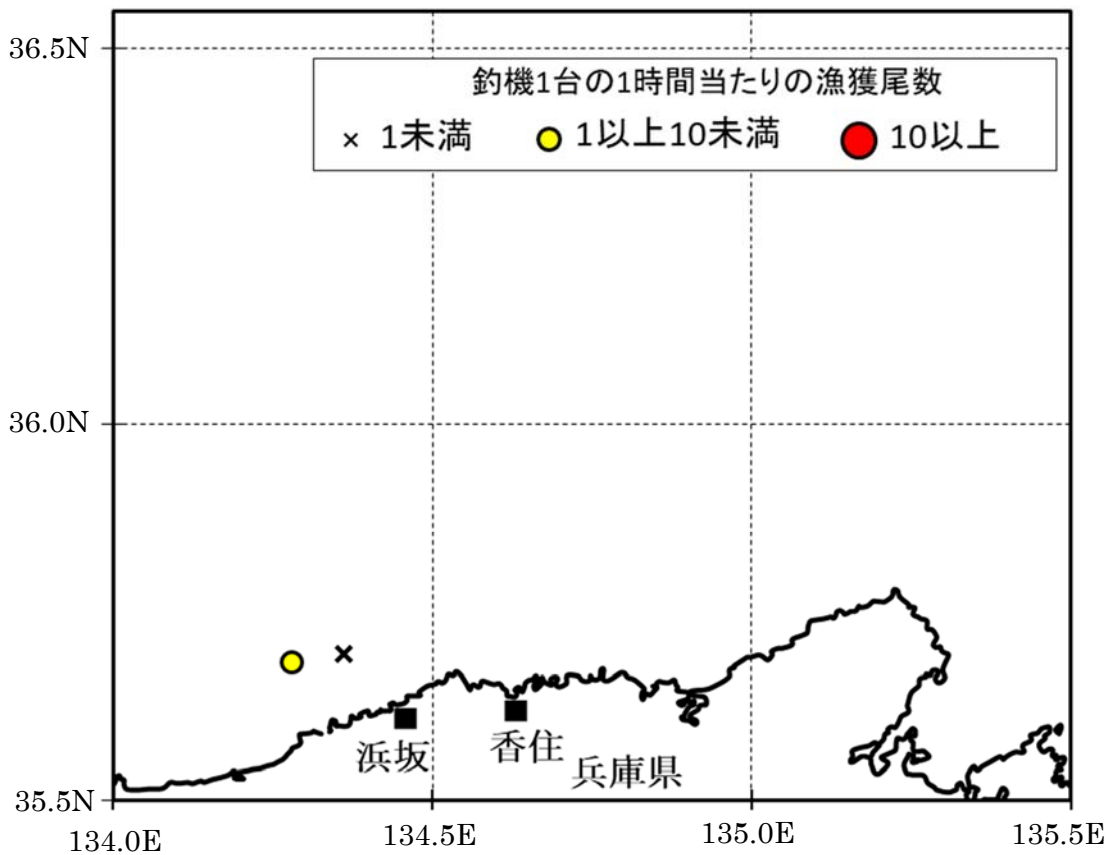 36.5N
釣機1台の1時間当たりの漁獲尾数
× 1未満 1以上10未満 10以上
36.0N
浜坂
香住
兵庫県
35.5N
134.0E 134.5E 135.0E 135.5E